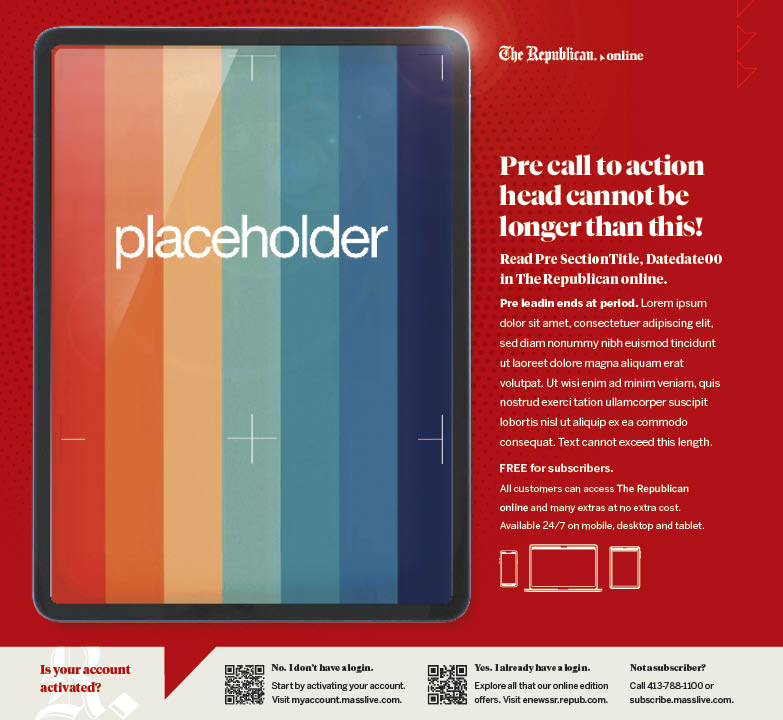 The Republican. online
placeholder
Pre call to action
head cannot be
longer than this!
Read Pre SectionTitle, Datedate00
in The Republican online.
Pre leadin ends at period. Lorem ipsum
dolor sit amet, consectetuer adipiscing elit,
sed diam nonummy nibh euismod tincidunt
ut laoreet dolore magna aliquam erat
volutpat. Ut wisi enim ad minim veniam, quis
nostrud exerci tation ullamcorper suscipit
lobortis nisl ut aliquip ex ea commodo
consequat. Text cannot exceed this length.
FREE for subscribers.
All customers can access The Republican
online and many extras at no extra cost.
Available 24/7 on mobile, desktop and tablet.
Is your account
activated?
No. I don't have a login.
Start by activating your account.
Visit myaccount.masslive.com.
Yes. I already have a login.
Explore all that our online edition
offers. Visit enewssr.repub.com.
Not a subscriber?
Call 413-788-1100 or
subscribe.masslive.com.